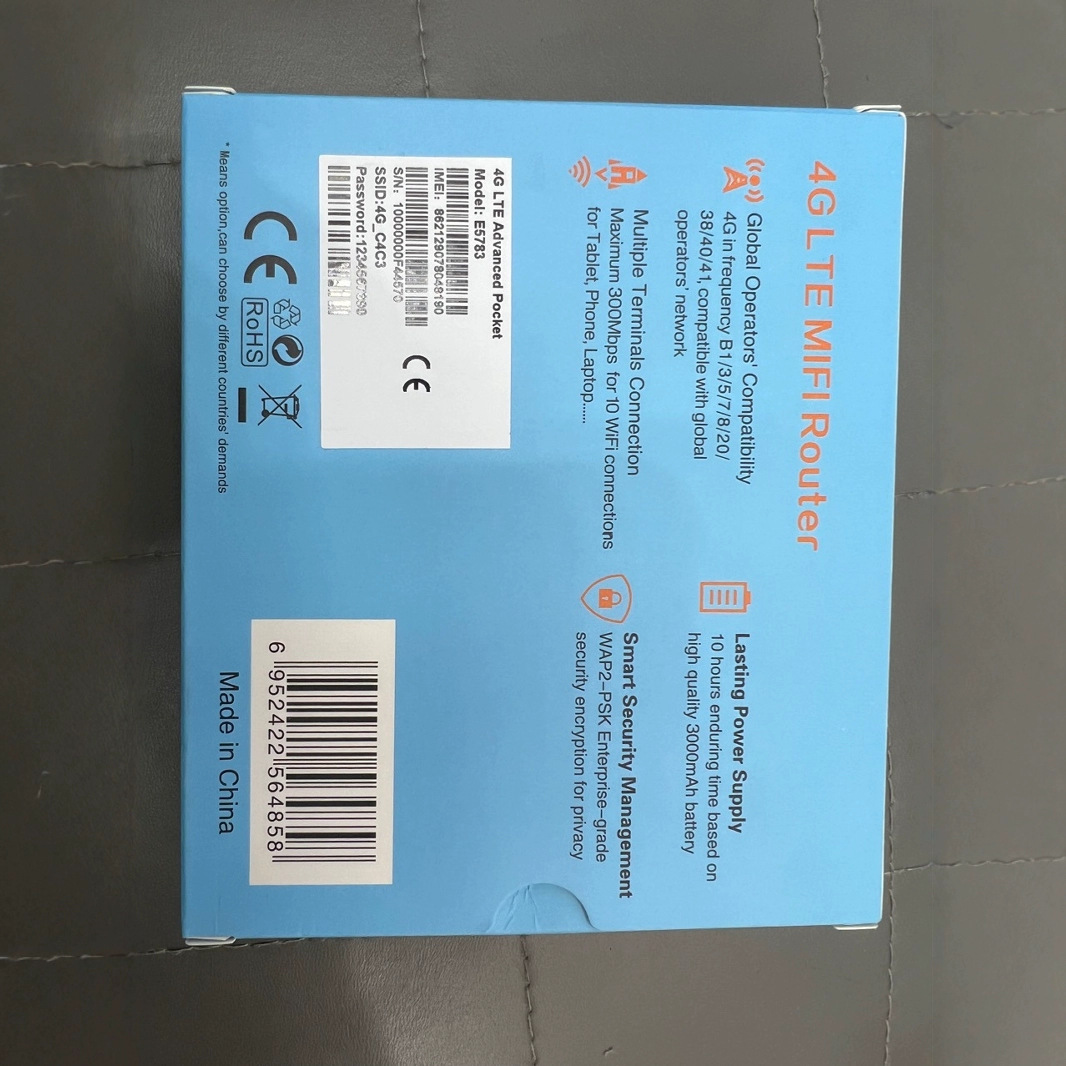 4G LTE MIFI Router
Global Operators' Compatibility
4G in frequency B1/3/5/7/8/20/
38/40/41, compatible with global
operators' network
Lasting Power Supply
10 hours enduring time based on
high quality 3000mAh battery
Multiple Terminals Connection
Maximum 300Mbps for 10 WiFi connections
for Tablet, Phone, Laptop......
Smart Security Management
WAP2-PSK Enterprise-grade
security encryption for privacy
4G LTE Advanced Pocket
Model: E5783
IMEI: 862129078048190
S/N: 10000000F44570
SSID:4G_C4C3
Password:1234567890
CE
CE
RoHS
* Means option,can choose by different countries' demands
6 952422 564858
Made in China